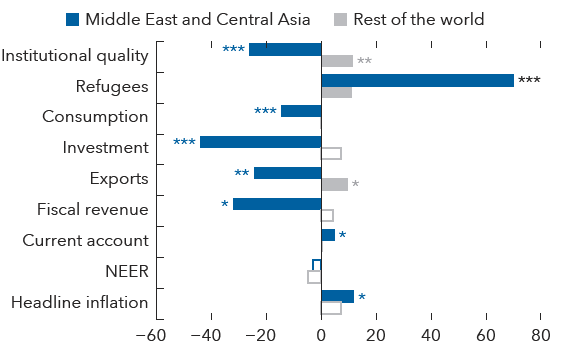 Middle East and Central Asia Rest of the world
Institutional quality *** **
Refugees ***
Consumption ***
Investment ***
Exports ** *
Fiscal revenue *
Current account *
NEER
Headline inflation *
−60 −40 −20 0 20 40 60 80